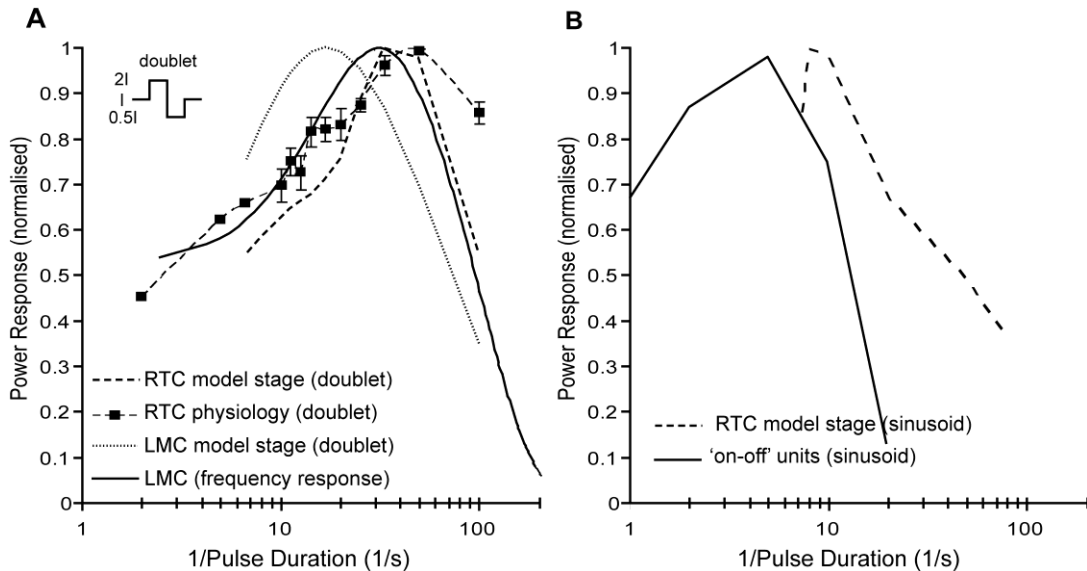 A
Power Response (normalised)
1
0.9
0.8
0.7
0.6
0.5
0.4
0.3
0.2
0.1
0
doublet
2I
I
0.5I
RTC model stage (doublet)
RTC physiology (doublet)
LMC model stage (doublet)
LMC (frequency response)
1 10 100
1/Pulse Duration (1/s)
B
Power Response (normalised)
1
0.9
0.8
0.7
0.6
0.5
0.4
0.3
0.2
0.1
0
RTC model stage (sinusoid)
'on-off' units (sinusoid)
1 10 100
1/Pulse Duration (1/s)